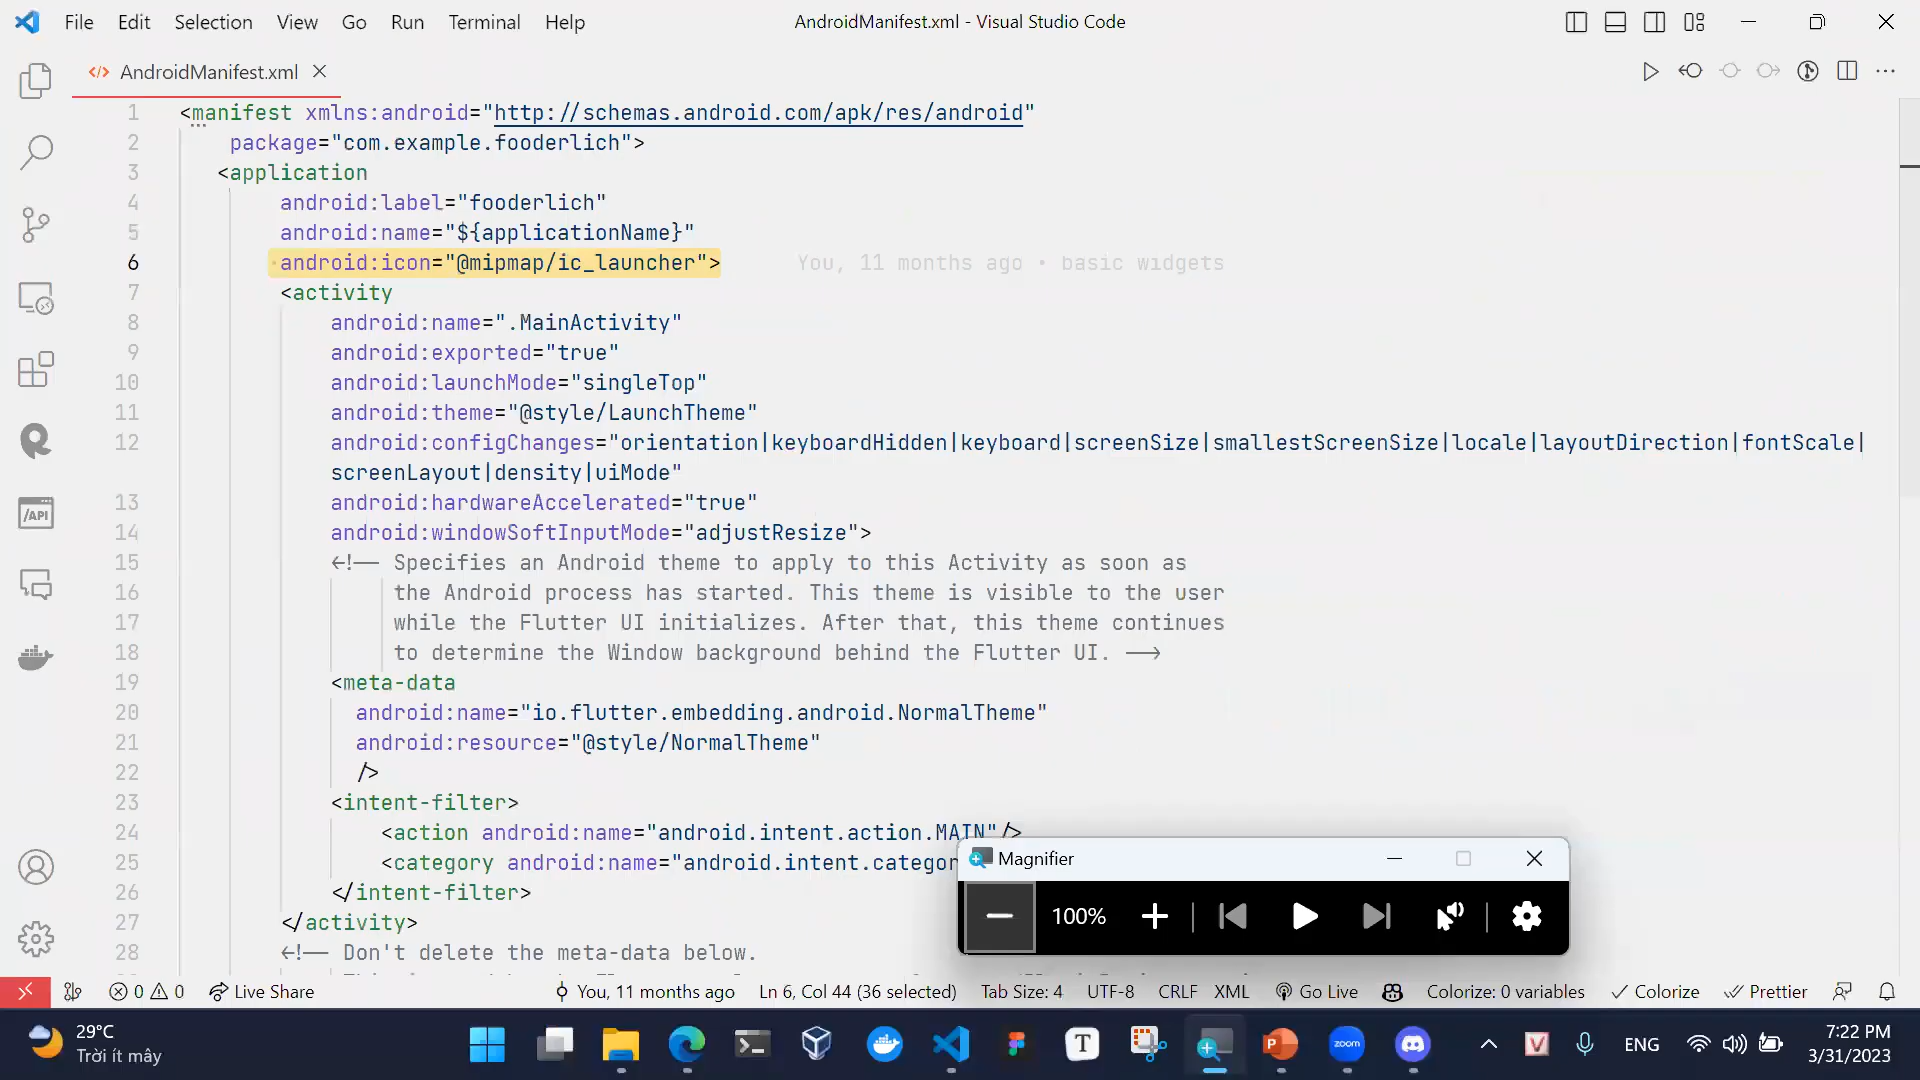 File Edit Selection View Go Run Terminal Help AndroidManifest.xml - Visual Studio Code
AndroidManifest.xml
1 <manifest xmlns:android="http://schemas.android.com/apk/res/android"
2 package="com.example.fooderlich">
3 <application
4 android:label="fooderlich"
5 android:name="${applicationName}"
6 android:icon="@mipmap/ic_launcher"> You, 11 months ago • basic widgets
7 <activity
8 android:name=".MainActivity"
9 android:exported="true"
10 android:launchMode="singleTop"
11 android:theme="@style/LaunchTheme"
12 android:configChanges="orientation|keyboardHidden|keyboard|screenSize|smallestScreenSize|locale|layoutDirection|fontScale|
screenLayout|density|uiMode"
13 android:hardwareAccelerated="true"
14 android:windowSoftInputMode="adjustResize">
15 <!-- Specifies an Android theme to apply to this Activity as soon as
16 the Android process has started. This theme is visible to the user
17 while the Flutter UI initializes. After that, this theme continues
18 to determine the Window background behind the Flutter UI. -->
19 <meta-data
20 android:name="io.flutter.embedding.android.NormalTheme"
21 android:resource="@style/NormalTheme"
22 />
23 <intent-filter>
24 <action android:name="android.intent.action.MAIN"/>
25 <category android:name="android.intent.categor
26 </intent-filter>
27 </activity>
28 <!-- Don't delete the meta-data below.
Magnifier
100%
/API
0 0 Live Share You, 11 months ago Ln 6, Col 44 (36 selected) Tab Size: 4 UTF-8 CRLF XML Go Live Colorize: 0 variables Colorize Prettier
29°C
Trời ít mây
T
P
zoom
V
ENG
7:22 PM
3/31/2023